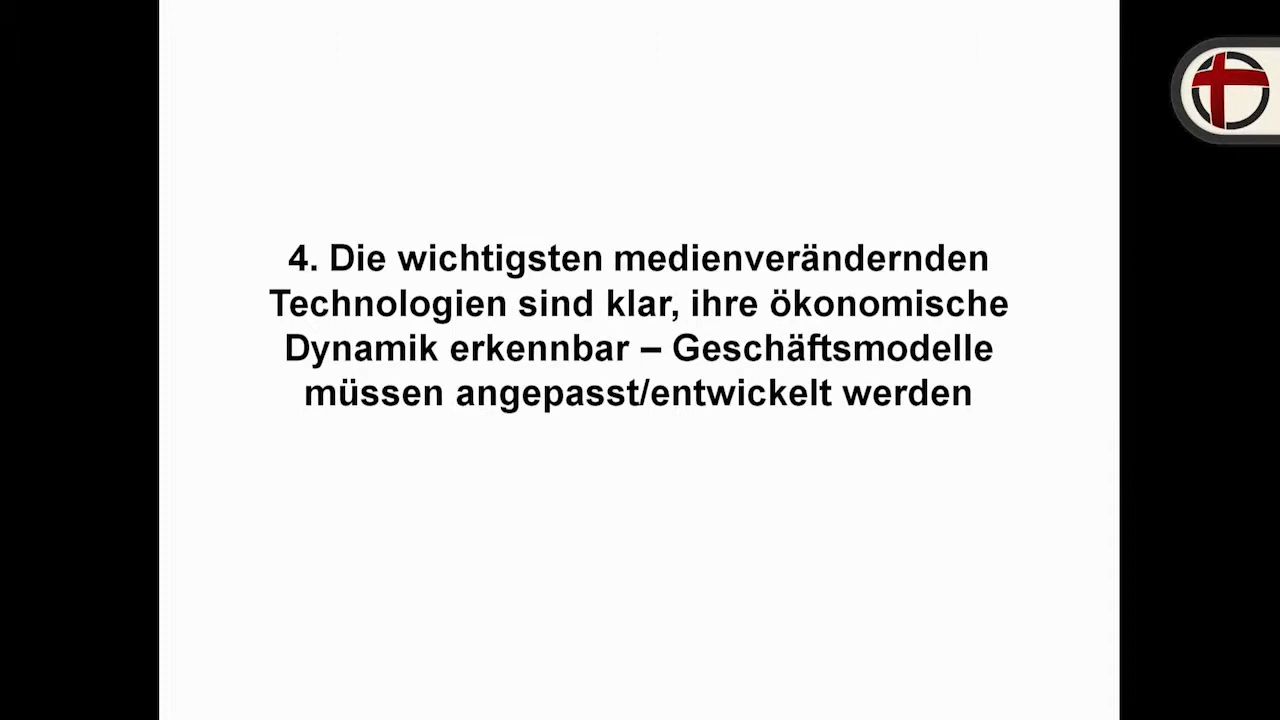 4. Die wichtigsten medienverändernden
Technologien sind klar, ihre ökonomische
Dynamik erkennbar – Geschäftsmodelle
müssen angepasst/entwickelt werden